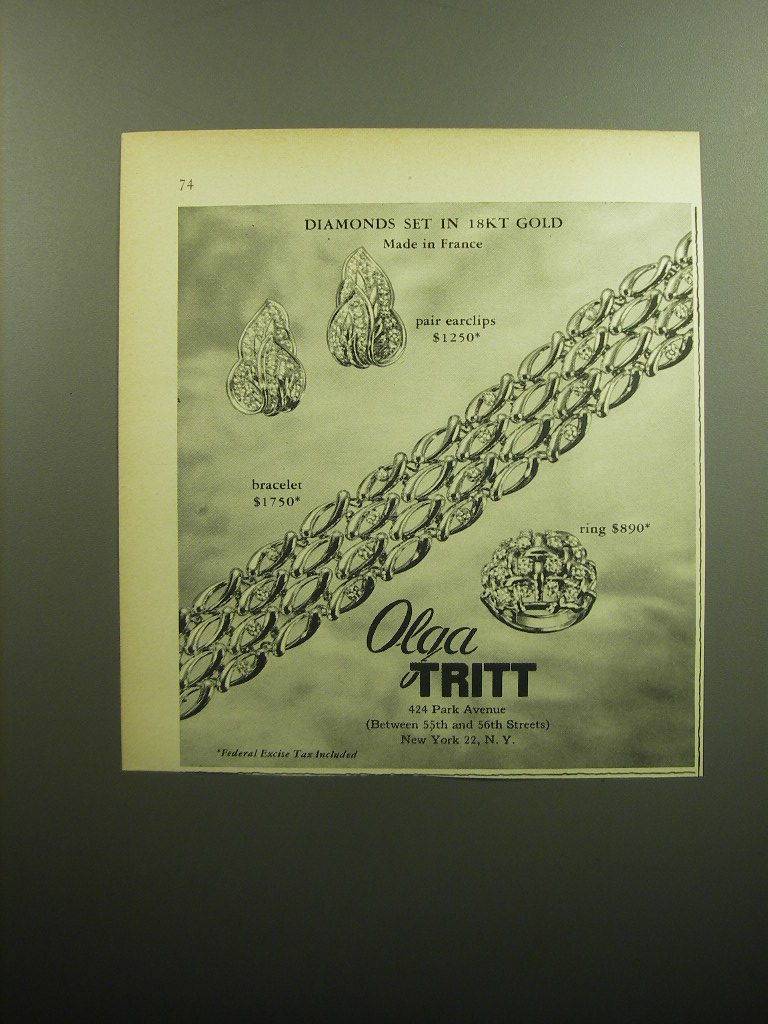 74
DIAMONDS SET IN 18KT GOLD
Made in France
pair earclips
$1250*
bracelet
$1750*
ring $890*
Olga
TRITT
424 Park Avenue
(Between 55th and 56th Streets)
New York 22, N. Y.
*Federal Excise Tax Included